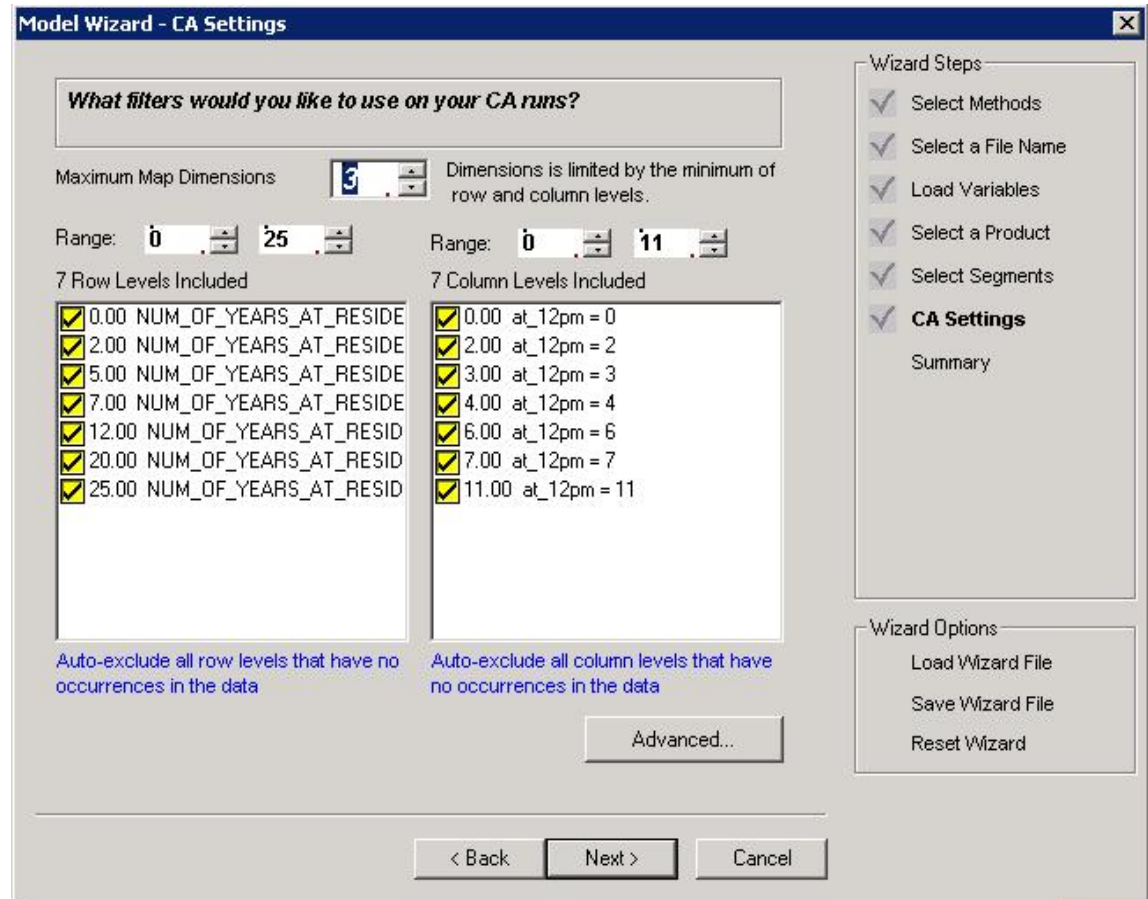 Model Wizard - CA Settings
What filters would you like to use on your CA runs?
Maximum Map Dimensions
3
Dimensions is limited by the minimum of
row and column levels.
Range: 0 25
7 Row Levels Included
0.00 NUM_OF_YEARS_AT_RESIDE
2.00 NUM_OF_YEARS_AT_RESIDE
5.00 NUM_OF_YEARS_AT_RESIDE
7.00 NUM_OF_YEARS_AT_RESIDE
12.00 NUM_OF_YEARS_AT_RESID
20.00 NUM_OF_YEARS_AT_RESID
25.00 NUM_OF_YEARS_AT_RESID
Auto-exclude all row levels that have no
occurrences in the data
Range: 0 11
7 Column Levels Included
0.00 at_12pm = 0
2.00 at_12pm = 2
3.00 at_12pm = 3
4.00 at_12pm = 4
6.00 at_12pm = 6
7.00 at_12pm = 7
11.00 at_12pm = 11
Auto-exclude all column levels that have
no occurrences in the data
Advanced...
< Back
Next >
Cancel
Wizard Steps
Select Methods
Select a File Name
Load Variables
Select a Product
Select Segments
CA Settings
Summary
Wizard Options
Load Wizard File
Save Wizard File
Reset Wizard